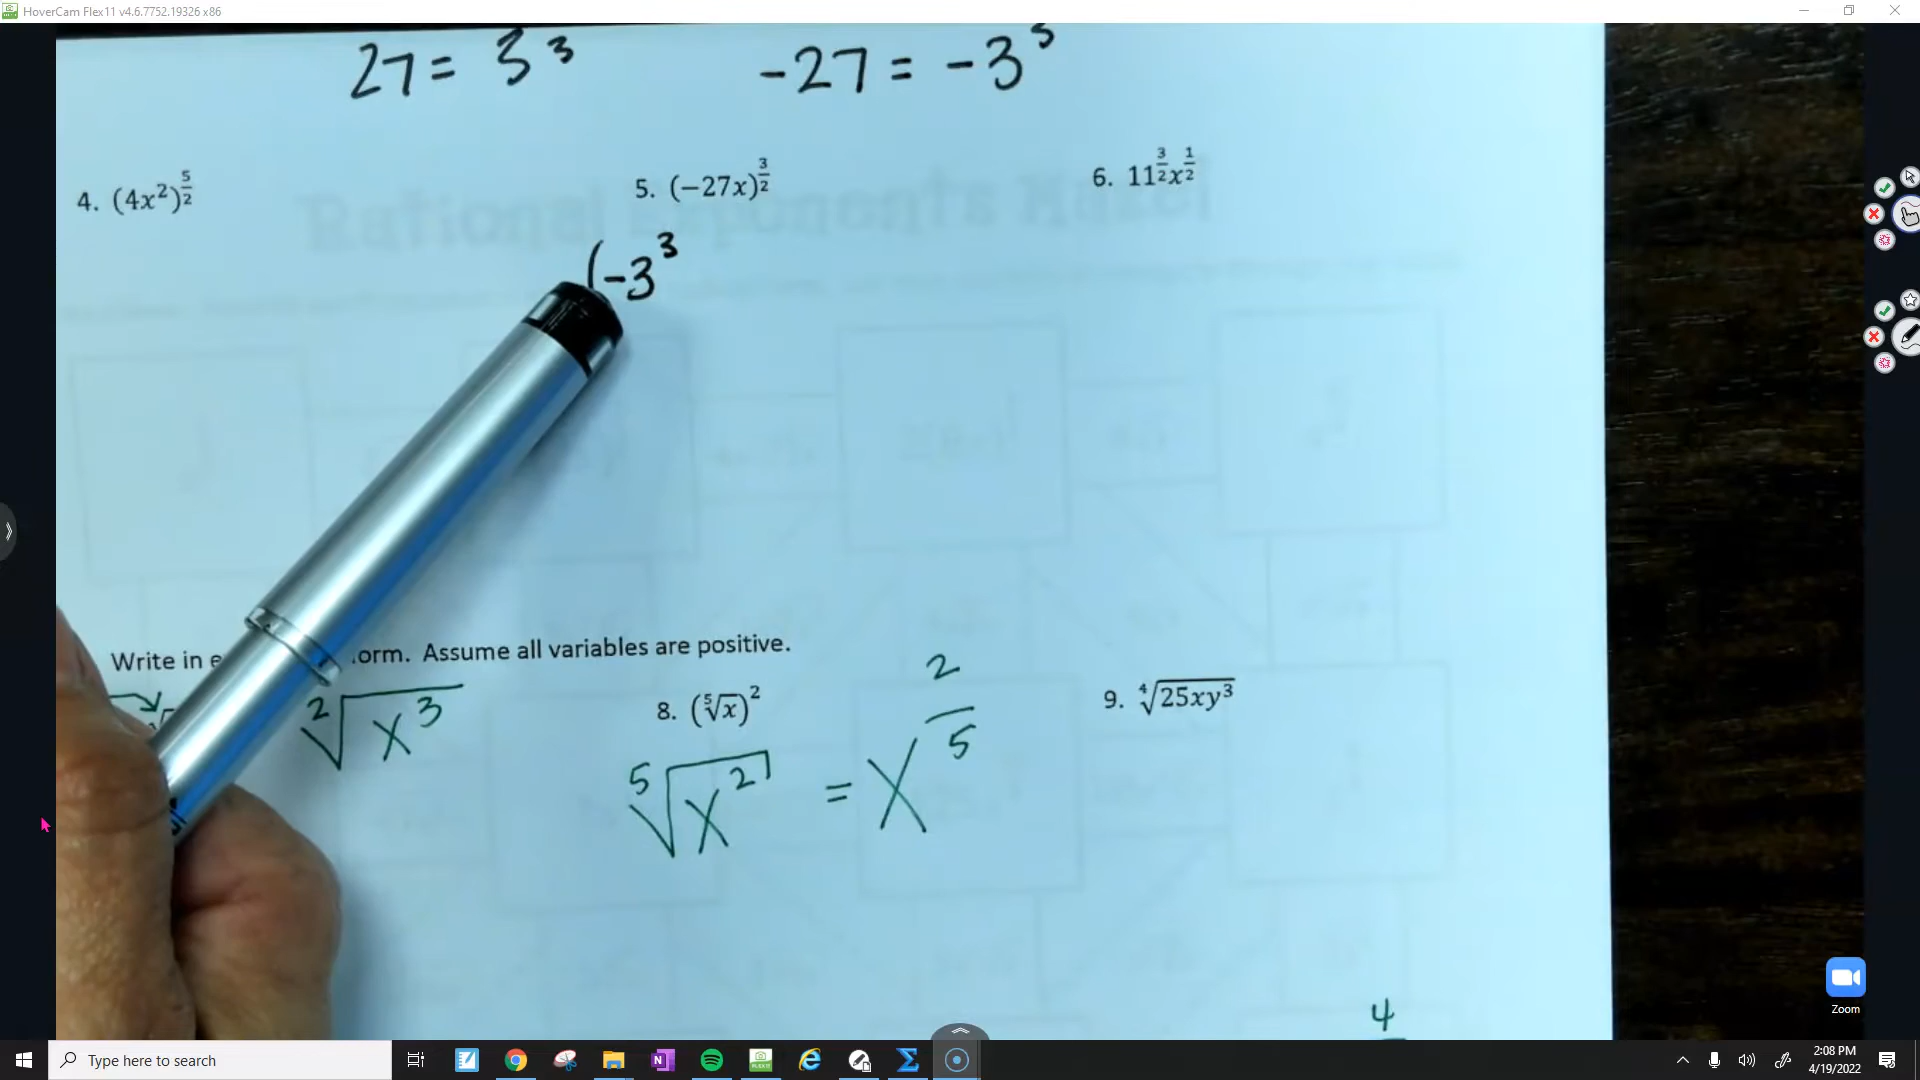 HoverCam Flex11 v4.6.7752.19326 x86
27 = 3³ -27 = -3³
4. (4x²)^(5/2) 5. (−27x)^(3/2) 6. 11^(3/2)x^(1/2)
(-3³
Rational Exponents Maze!
Write in e orm. Assume all variables are positive.
²√x³ 8. (⁵√x)² 9. ⁴√25xy³
⁵√x² = x^(2/5)
4
Zoom
Type here to search
2:08 PM
4/19/2022